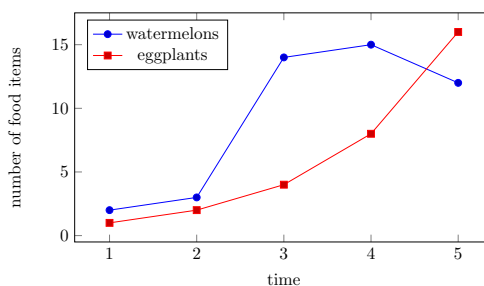 watermelons
eggplants
15
10
5
0
1 2 3 4 5
number of food items
time